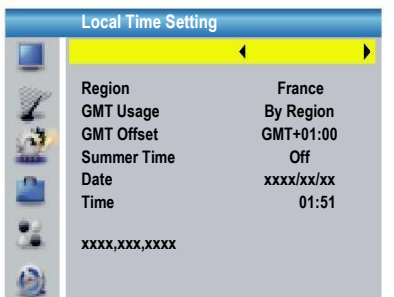 Local Time Setting
Region France
GMT Usage By Region
GMT Offset GMT+01:00
Summer Time Off
Date xxxx/xx/xx
Time 01:51
xxxx,xxx,xxxx